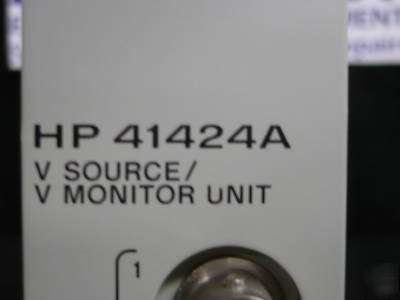 HP 41424A
V SOURCE/
V MONITOR UNIT
1